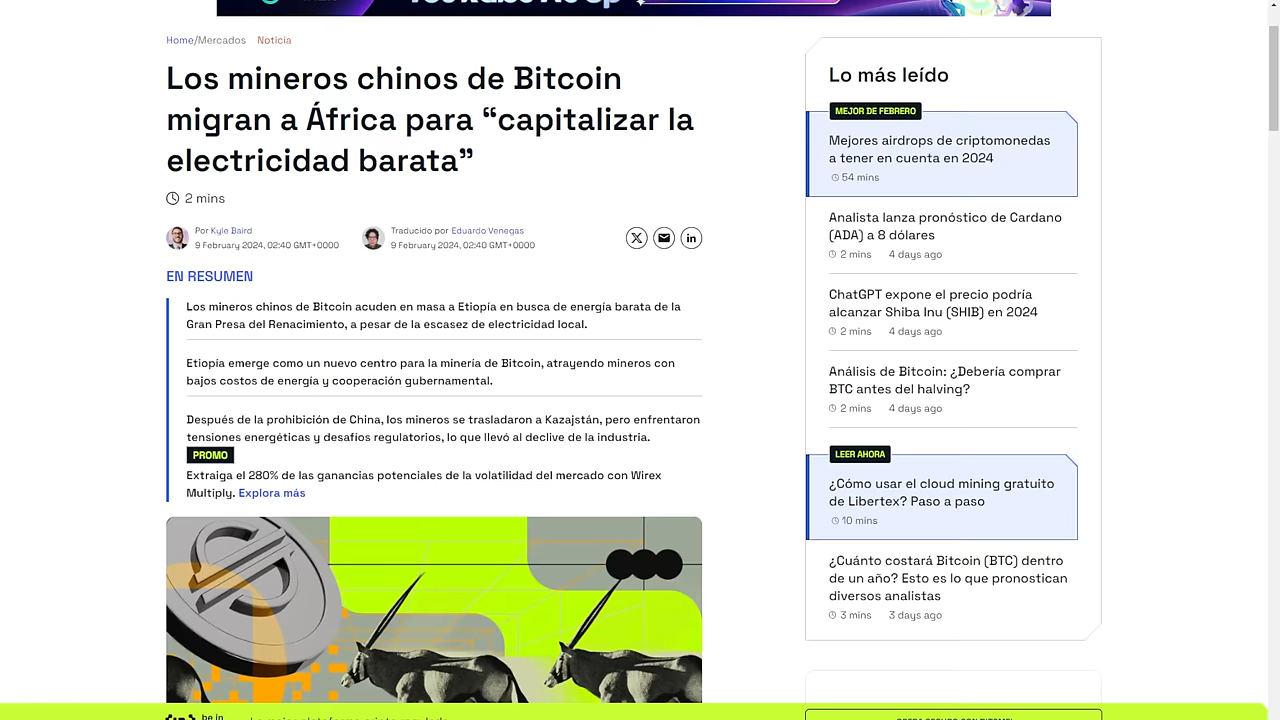 Home/Mercados Noticia
Los mineros chinos de Bitcoin
migran a África para “capitalizar la
electricidad barata”
2 mins
Por Kyle Baird
9 February 2024, 02:40 GMT+0000
Traducido por Eduardo Venegas
9 February 2024, 02:40 GMT+0000
EN RESUMEN
Los mineros chinos de Bitcoin acuden en masa a Etiopía en busca de energía barata de la
Gran Presa del Renacimiento, a pesar de la escasez de electricidad local.
Etiopía emerge como un nuevo centro para la minería de Bitcoin, atrayendo mineros con
bajos costos de energía y cooperación gubernamental.
Después de la prohibición de China, los mineros se trasladaron a Kazajstán, pero enfrentaron
tensiones energéticas y desafíos regulatorios, lo que llevó al declive de la industria.
PROMO
Extraiga el 280% de las ganancias potenciales de la volatilidad del mercado con Wirex
Multiply. Explora más
Lo más leído
MEJOR DE FEBRERO
Mejores airdrops de criptomonedas
a tener en cuenta en 2024
54 mins
Analista lanza pronóstico de Cardano
(ADA) a 8 dólares
2 mins 4 days ago
ChatGPT expone el precio podría
alcanzar Shiba Inu (SHIB) en 2024
2 mins 4 days ago
Análisis de Bitcoin: ¿Debería comprar
BTC antes del halving?
2 mins 4 days ago
LEER AHORA
¿Cómo usar el cloud mining gratuito
de Libertex? Paso a paso
10 mins
¿Cuánto costará Bitcoin (BTC) dentro
de un año? Esto es lo que pronostican
diversos analistas
3 mins 3 days ago
be in